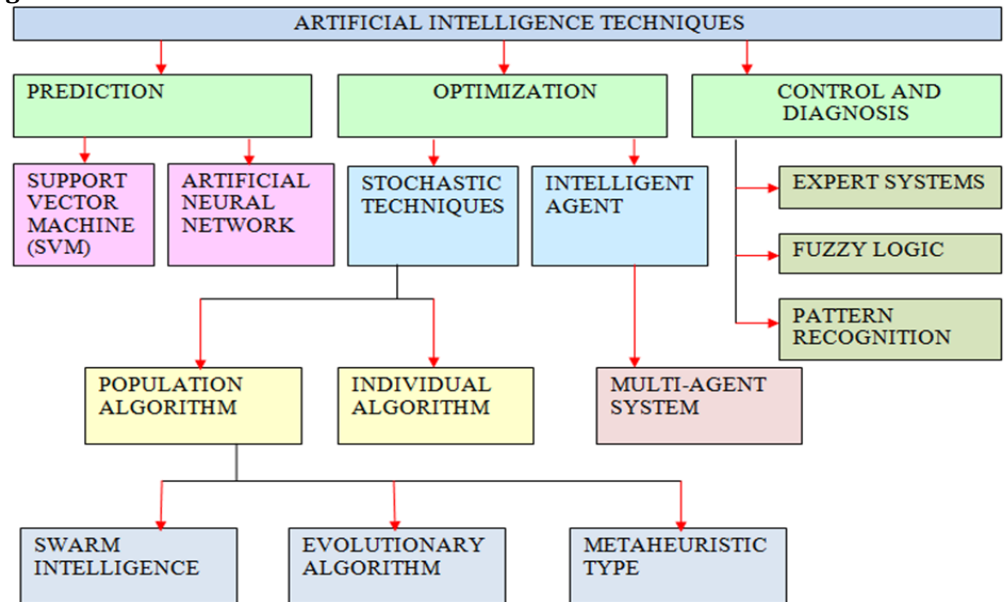 ARTIFICIAL INTELLIGENCE TECHNIQUES
PREDICTION
OPTIMIZATION
CONTROL AND
DIAGNOSIS
SUPPORT
VECTOR
MACHINE
(SVM)
ARTIFICIAL
NEURAL
NETWORK
STOCHASTIC
TECHNIQUES
INTELLIGENT
AGENT
EXPERT SYSTEMS
FUZZY LOGIC
PATTERN
RECOGNITION
POPULATION
ALGORITHM
INDIVIDUAL
ALGORITHM
MULTI-AGENT
SYSTEM
SWARM
INTELLIGENCE
EVOLUTIONARY
ALGORITHM
METAHEURISTIC
TYPE